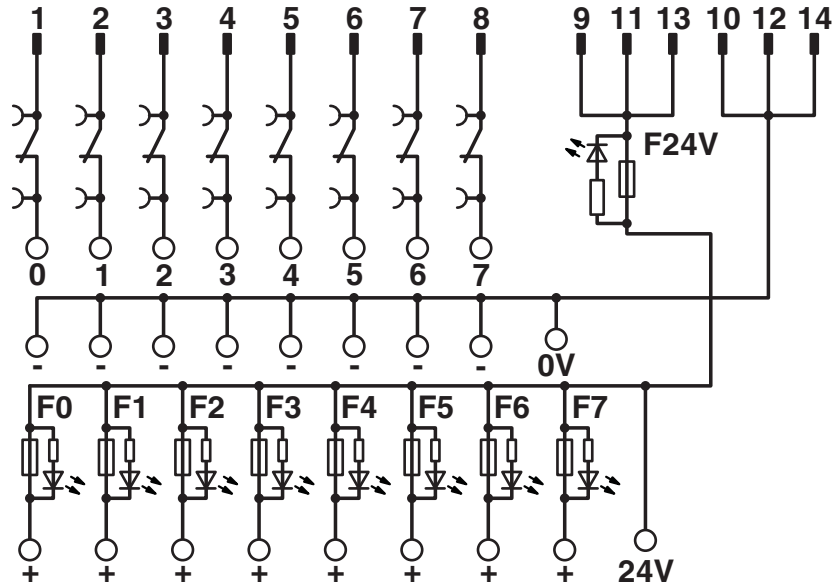 1 2 3 4 5 6 7 8 9 11 13 10 12 14
F24V
0 1 2 3 4 5 6 7
- - - - - - - -
0V
F0 F1 F2 F3 F4 F5 F6 F7
+ + + + + + + +
24V